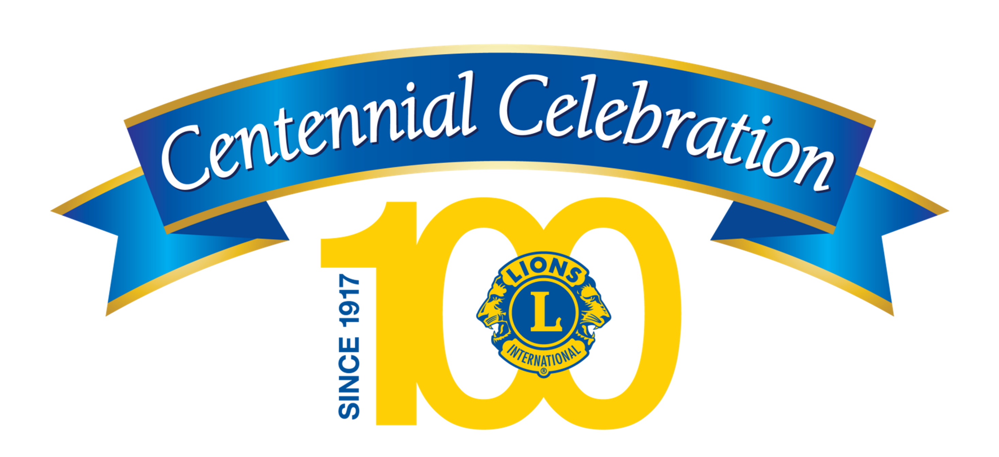 Centennial Celebration
100
SINCE 1917
LIONS
L
INTERNATIONAL
®